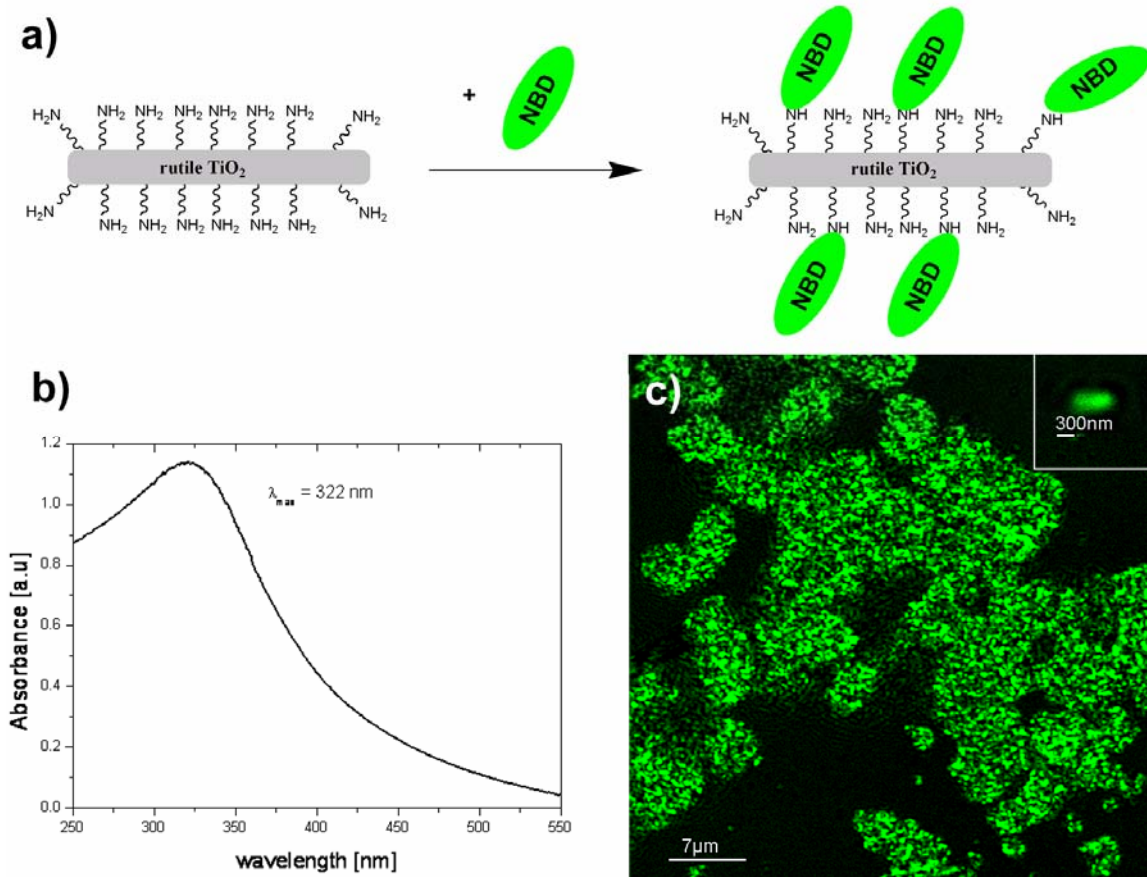 a)
NBD
+
H₂N NH₂ NH₂ NH₂ NH₂ NH₂ NH₂ NH₂
rutile TiO₂
H₂N NH₂ NH₂ NH₂ NH₂ NH₂ NH₂ NH₂
NBD NBD NBD
H₂N NH NH₂ NH₂ NH NH₂ NH₂ NH
rutile TiO₂
H₂N NH₂ NH NH₂ NH₂ NH NH₂ NH₂
NBD NBD
b)
1.2
1.0
0.8
0.6
0.4
0.2
0.0
Absorbance [a.u]
λmax = 322 nm
250 300 350 400 450 500 550
wavelength [nm]
c)
300nm
7µm